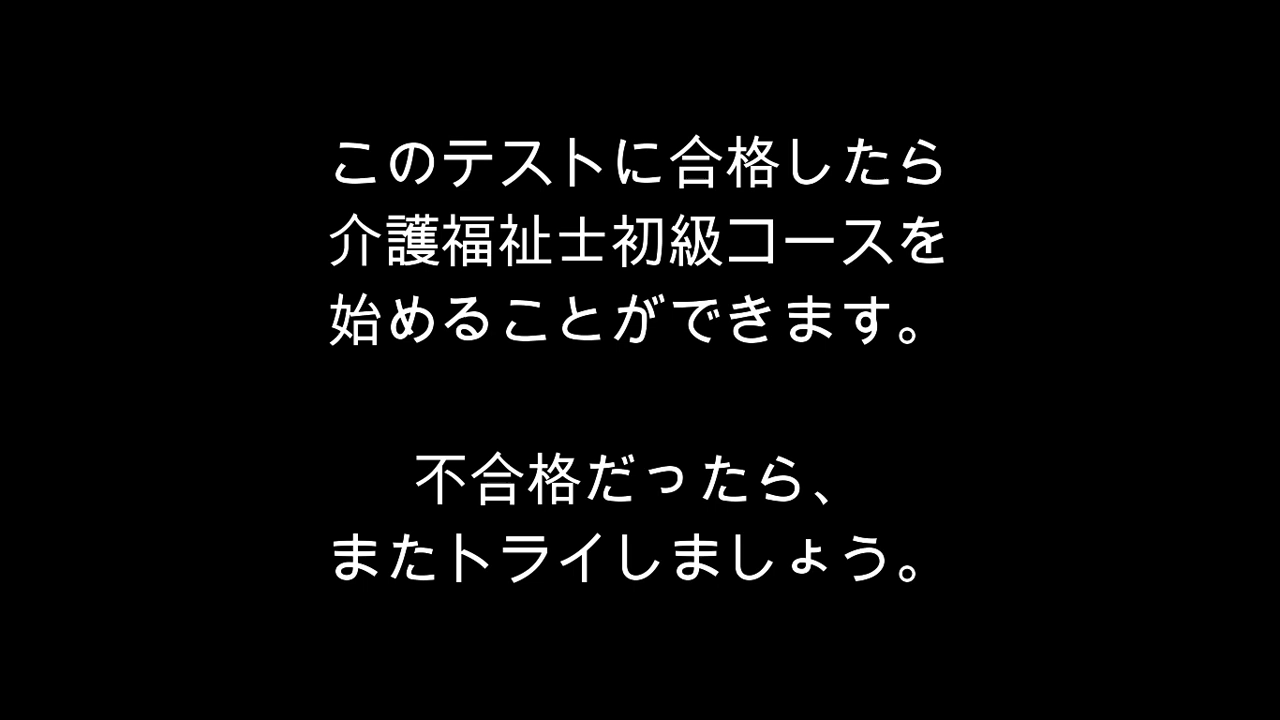 このテストに合格したら
介護福祉士初級コースを
始めることができます。
不合格だったら、
またトライしましょう。